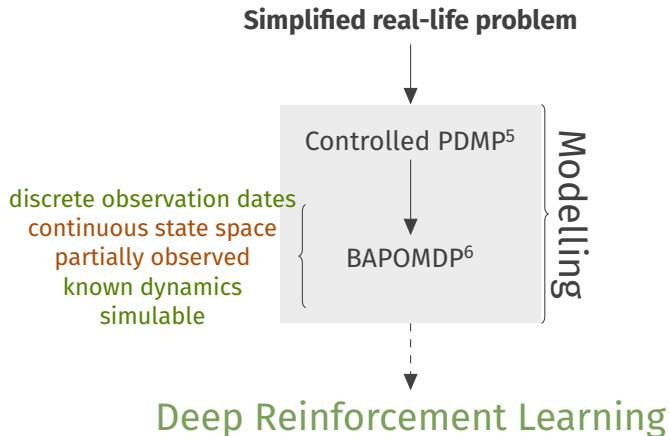 Simplified real-life problem
Controlled PDMP⁵
Modelling
discrete observation dates
continuous state space
partially observed
known dynamics
simulable
BAPOMDP⁶
Deep Reinforcement Learning